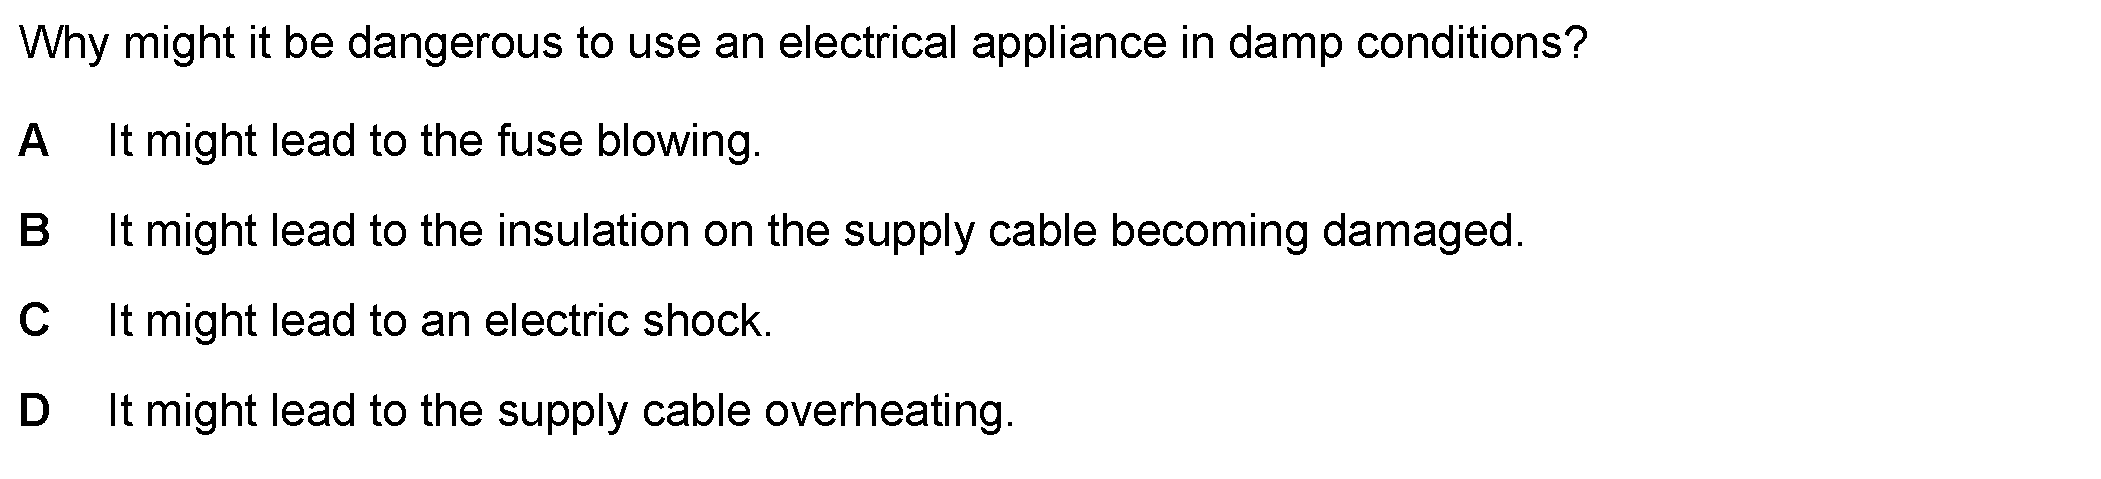 Why might it be dangerous to use an electrical appliance in damp conditions?
A It might lead to the fuse blowing.
B It might lead to the insulation on the supply cable becoming damaged.
C It might lead to an electric shock.
D It might lead to the supply cable overheating.